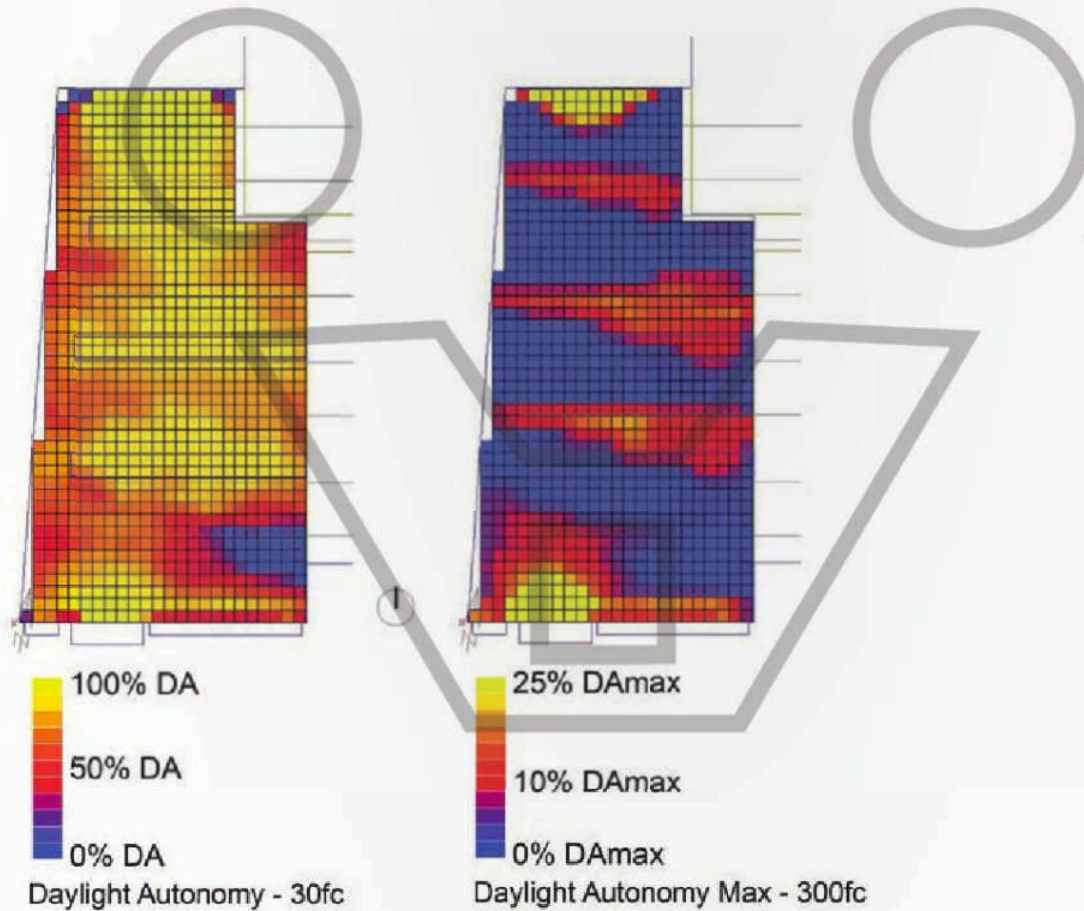 100% DA
50% DA
0% DA
Daylight Autonomy - 30fc
25% DAmax
10% DAmax
0% DAmax
Daylight Autonomy Max - 300fc